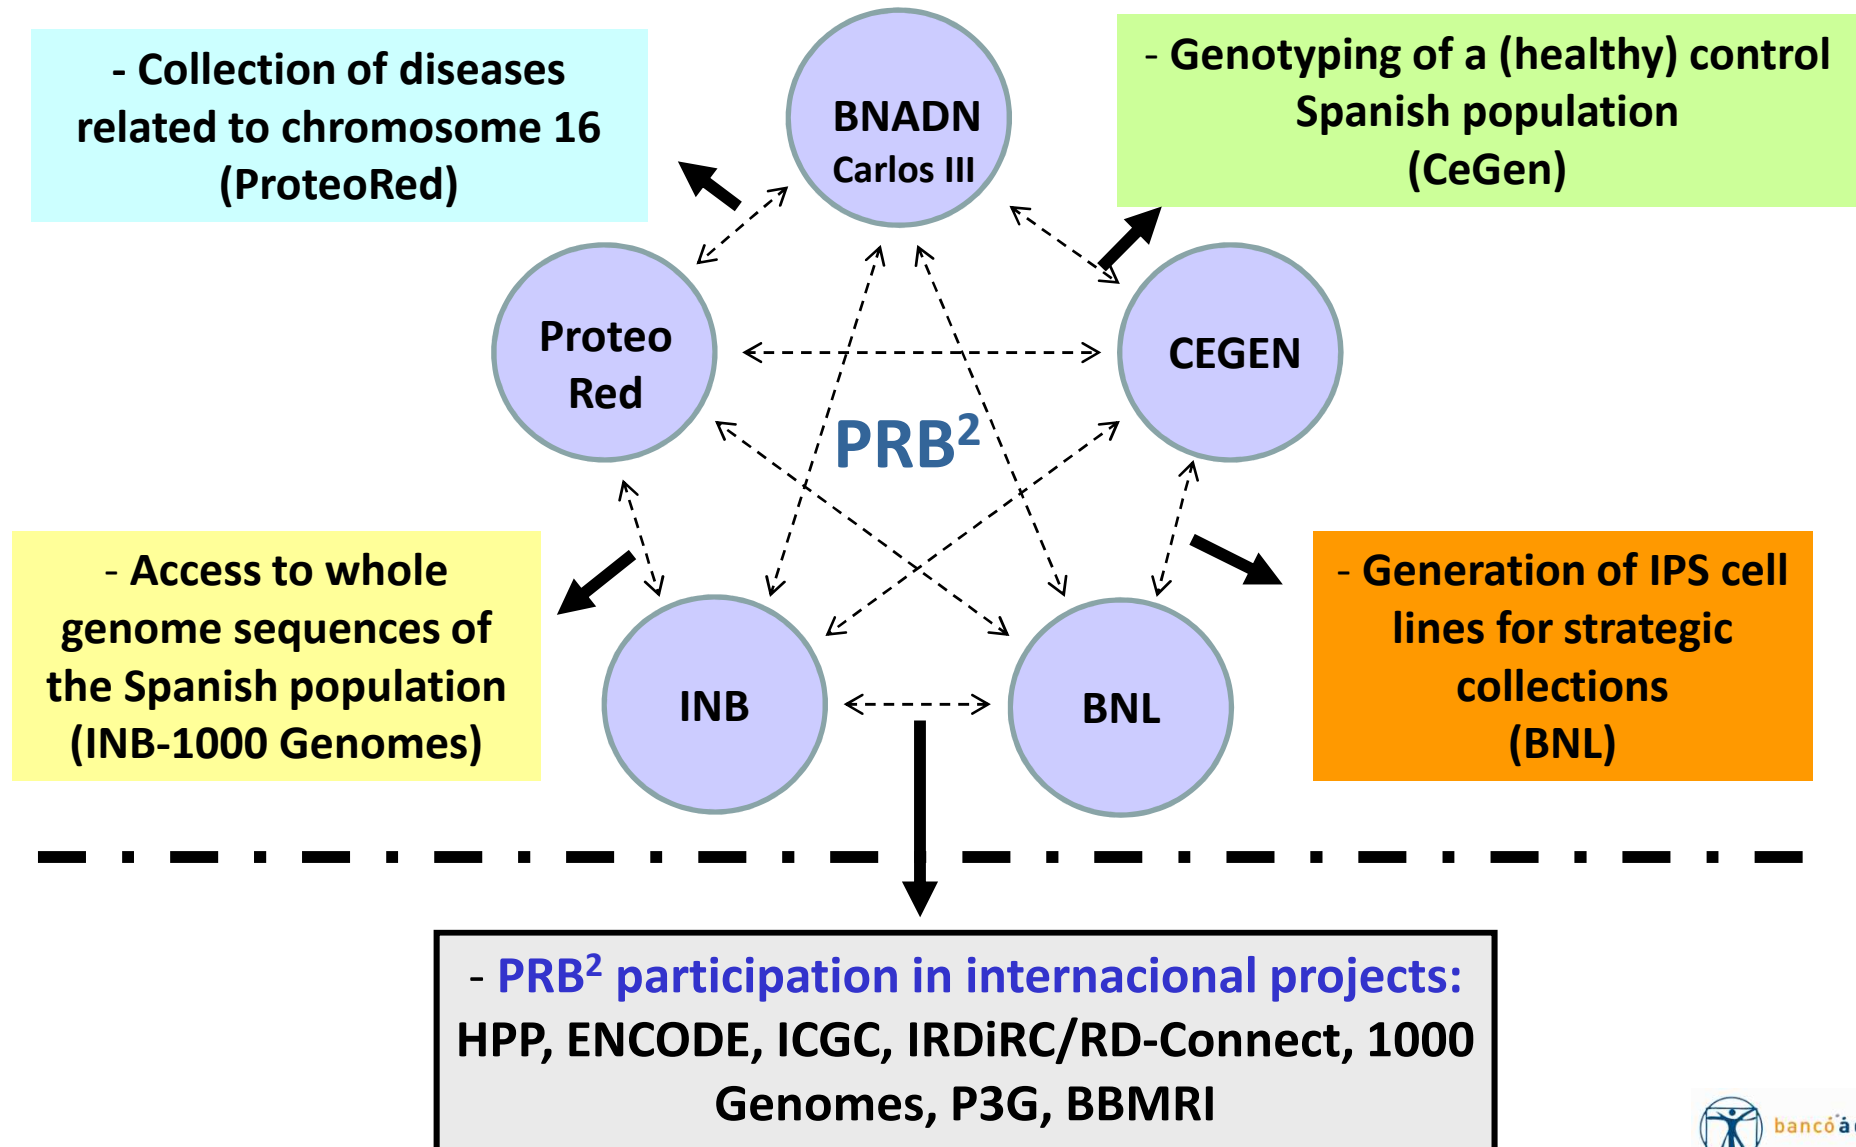 - Collection of diseases
related to chromosome 16
(ProteoRed)
BNADN
Carlos III
- Genotyping of a (healthy) control
Spanish population
(CeGen)
Proteo
Red
CEGEN
PRB²
- Access to whole
genome sequences of
the Spanish population
(INB-1000 Genomes)
INB
BNL
- Generation of IPS cell
lines for strategic
collections
(BNL)
- PRB² participation in internacional projects:
HPP, ENCODE, ICGC, IRDiRC/RD-Connect, 1000
Genomes, P3G, BBMRI